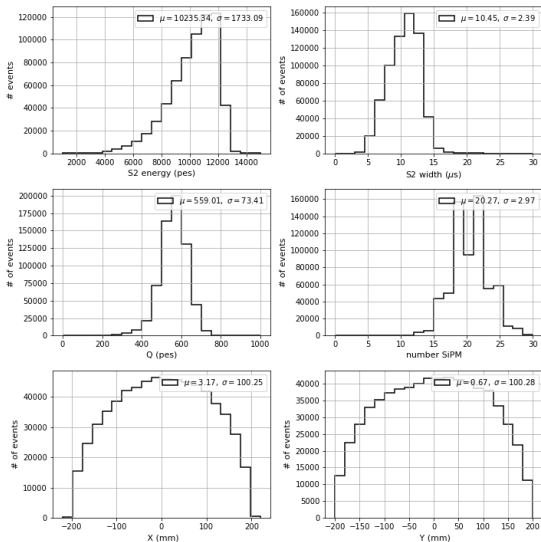 μ = 10235.34, σ = 1733.09
120000
100000
80000
60000
40000
20000
0
# events
2000 4000 6000 8000 10000 12000 14000
S2 energy (pes)
μ = 10.45, σ = 2.39
160000
140000
120000
100000
80000
60000
40000
20000
0
# of events
0 5 10 15 20 25 30
S2 width (μs)
μ = 559.01, σ = 73.41
200000
175000
150000
125000
100000
75000
50000
25000
0
# of events
0 200 400 600 800 1000
Q (pes)
μ = 20.27, σ = 2.97
160000
140000
120000
100000
80000
60000
40000
20000
0
# of events
0 5 10 15 20 25 30
number SiPM
μ = 3.17, σ = 100.25
40000
30000
20000
10000
0
# of events
−200 −100 0 100 200
X (mm)
μ = 0.67, σ = 100.28
40000
35000
30000
25000
20000
15000
10000
5000
0
# of events
−200 −150 −100 −50 0 50 100 150 200
Y (mm)